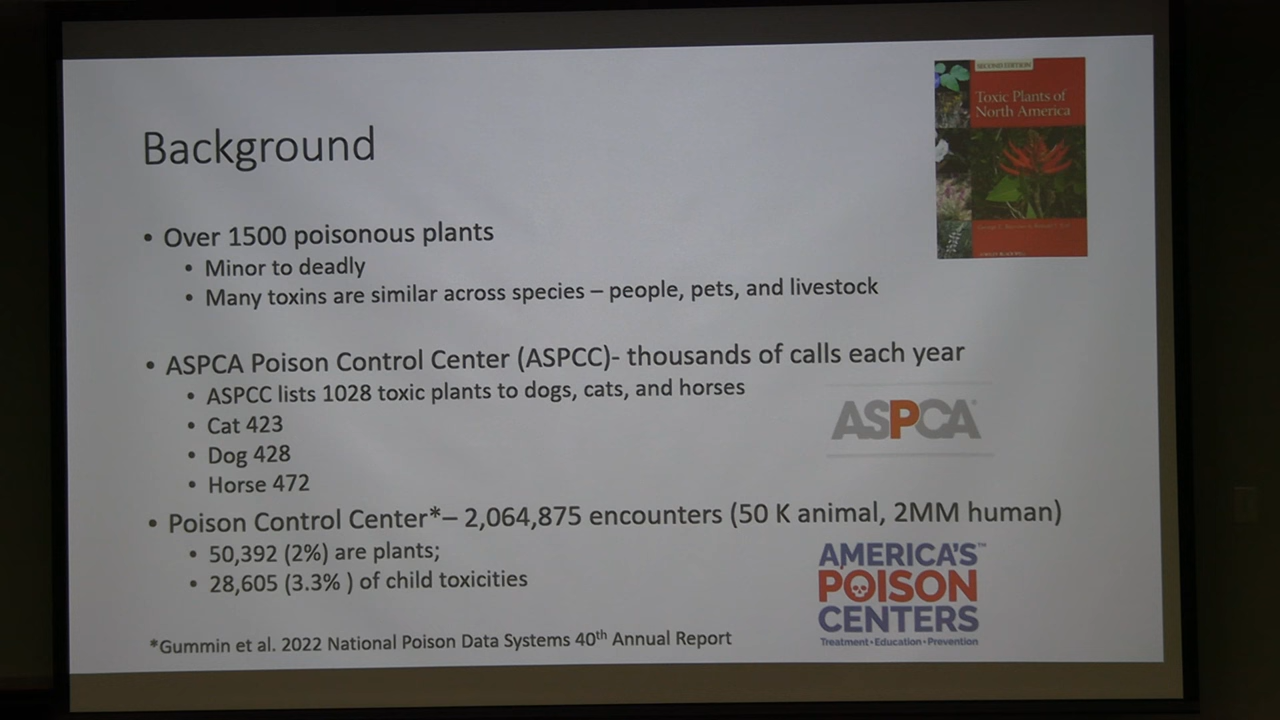 SECOND EDITION
Toxic Plants of
North America
Background
• Over 1500 poisonous plants
• Minor to deadly
• Many toxins are similar across species – people, pets, and livestock
• ASPCA Poison Control Center (ASPCC)- thousands of calls each year
• ASPCC lists 1028 toxic plants to dogs, cats, and horses
• Cat 423
• Dog 428
• Horse 472
ASPCA®
• Poison Control Center*– 2,064,875 encounters (50 K animal, 2MM human)
• 50,392 (2%) are plants;
• 28,605 (3.3% ) of child toxicities
AMERICA'S™
POISON
CENTERS
Treatment•Education•Prevention
*Gummin et al. 2022 National Poison Data Systems 40th Annual Report